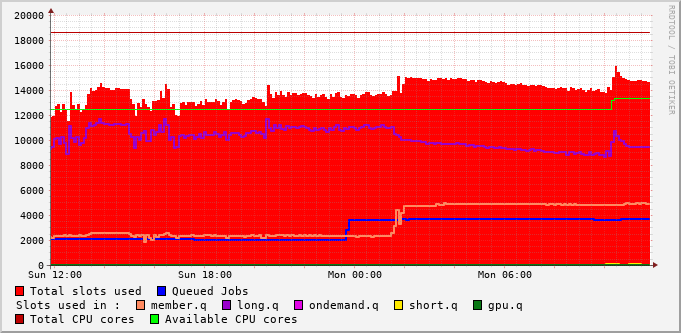 20000
18000
16000
14000
12000
10000
8000
6000
4000
2000
0
Sun 12:00 Sun 18:00 Mon 00:00 Mon 06:00
Total slots used Queued Jobs
Slots used in : member.q long.q ondemand.q short.q gpu.q
Total CPU cores Available CPU cores
RRDTOOL / TOBI OETIKER